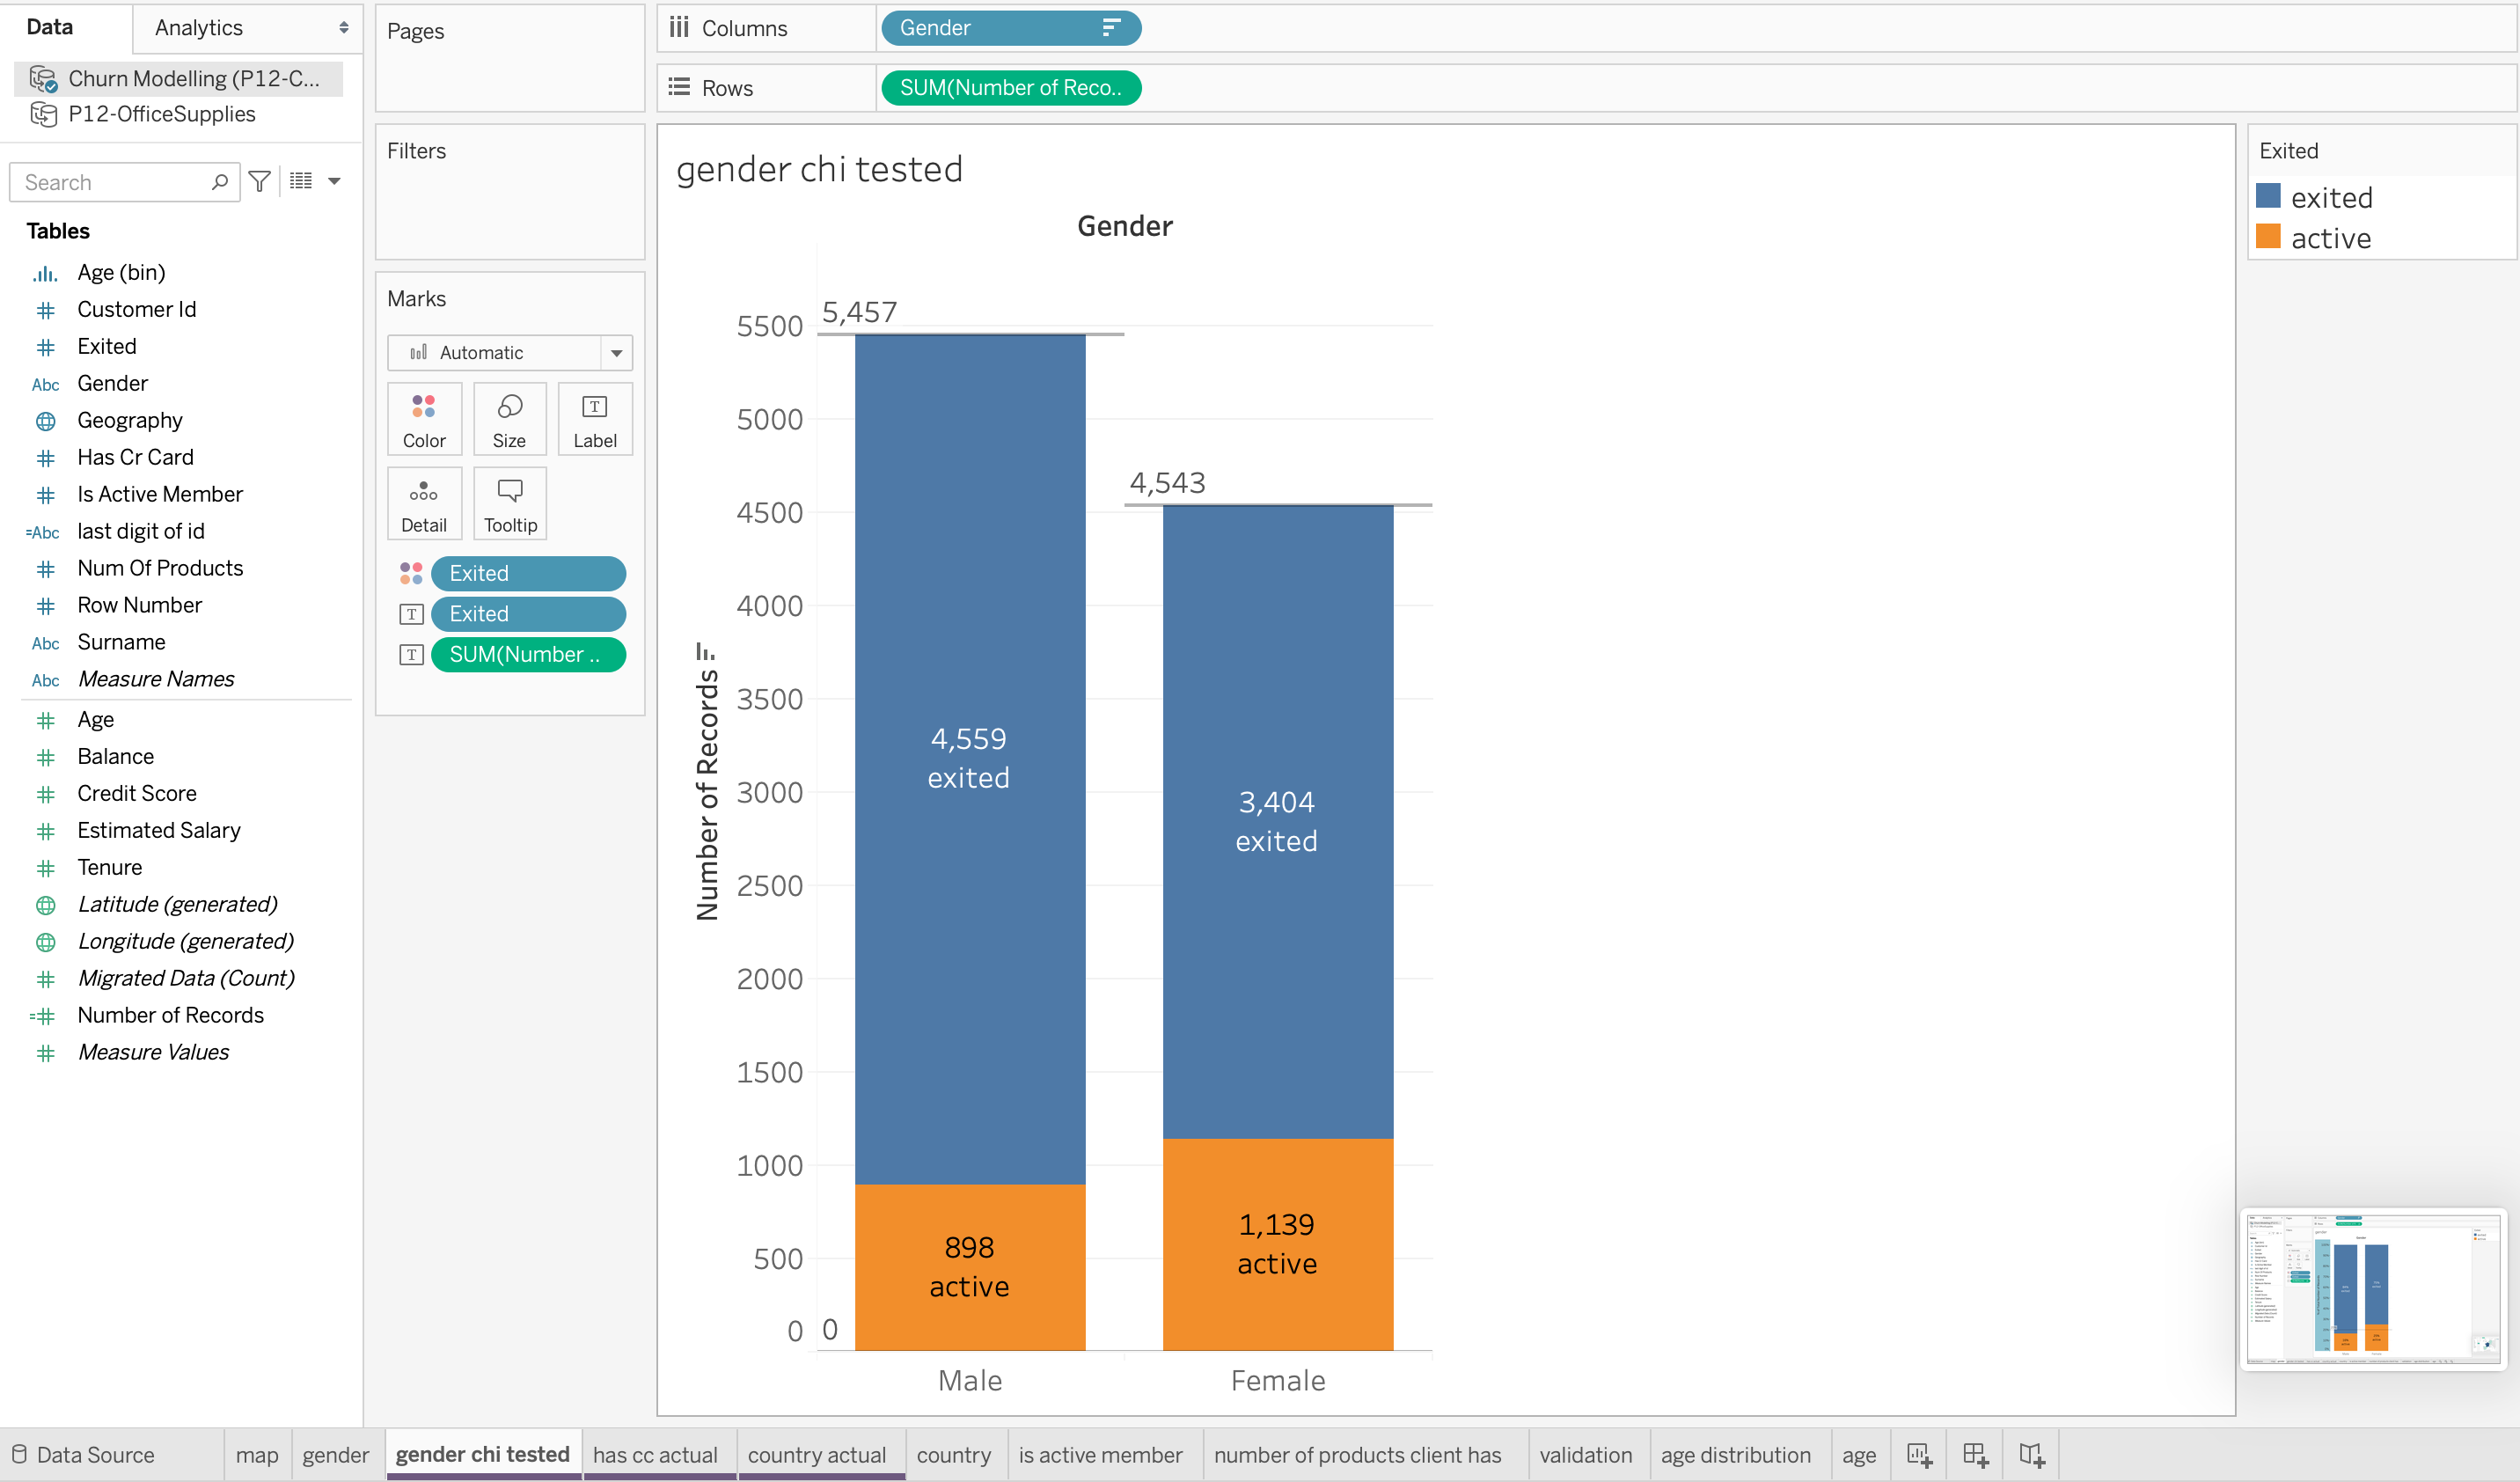 Data
Analytics
Churn Modelling (P12-C...
P12-OfficeSupplies
Search
Tables
Age (bin)
# Customer Id
# Exited
Abc Gender
Geography
# Has Cr Card
# Is Active Member
=Abc last digit of id
# Num Of Products
# Row Number
Abc Surname
Abc Measure Names
# Age
# Balance
# Credit Score
# Estimated Salary
# Tenure
Latitude (generated)
Longitude (generated)
# Migrated Data (Count)
=# Number of Records
# Measure Values
Pages
Filters
Marks
Automatic
Color
Size
T
Label
Detail
Tooltip
Exited
T Exited
T SUM(Number ..
Columns
Gender
Rows
SUM(Number of Reco..
gender chi tested
Gender
Number of Records
5500
5000
4500
4000
3500
3000
2500
2000
1500
1000
500
0
5,457
4,559
exited
898
active
0
4,543
3,404
exited
1,139
active
Male
Female
Exited
exited
active
Data Source
map
gender
gender chi tested
has cc actual
country actual
country
is active member
number of products client has
validation
age distribution
age